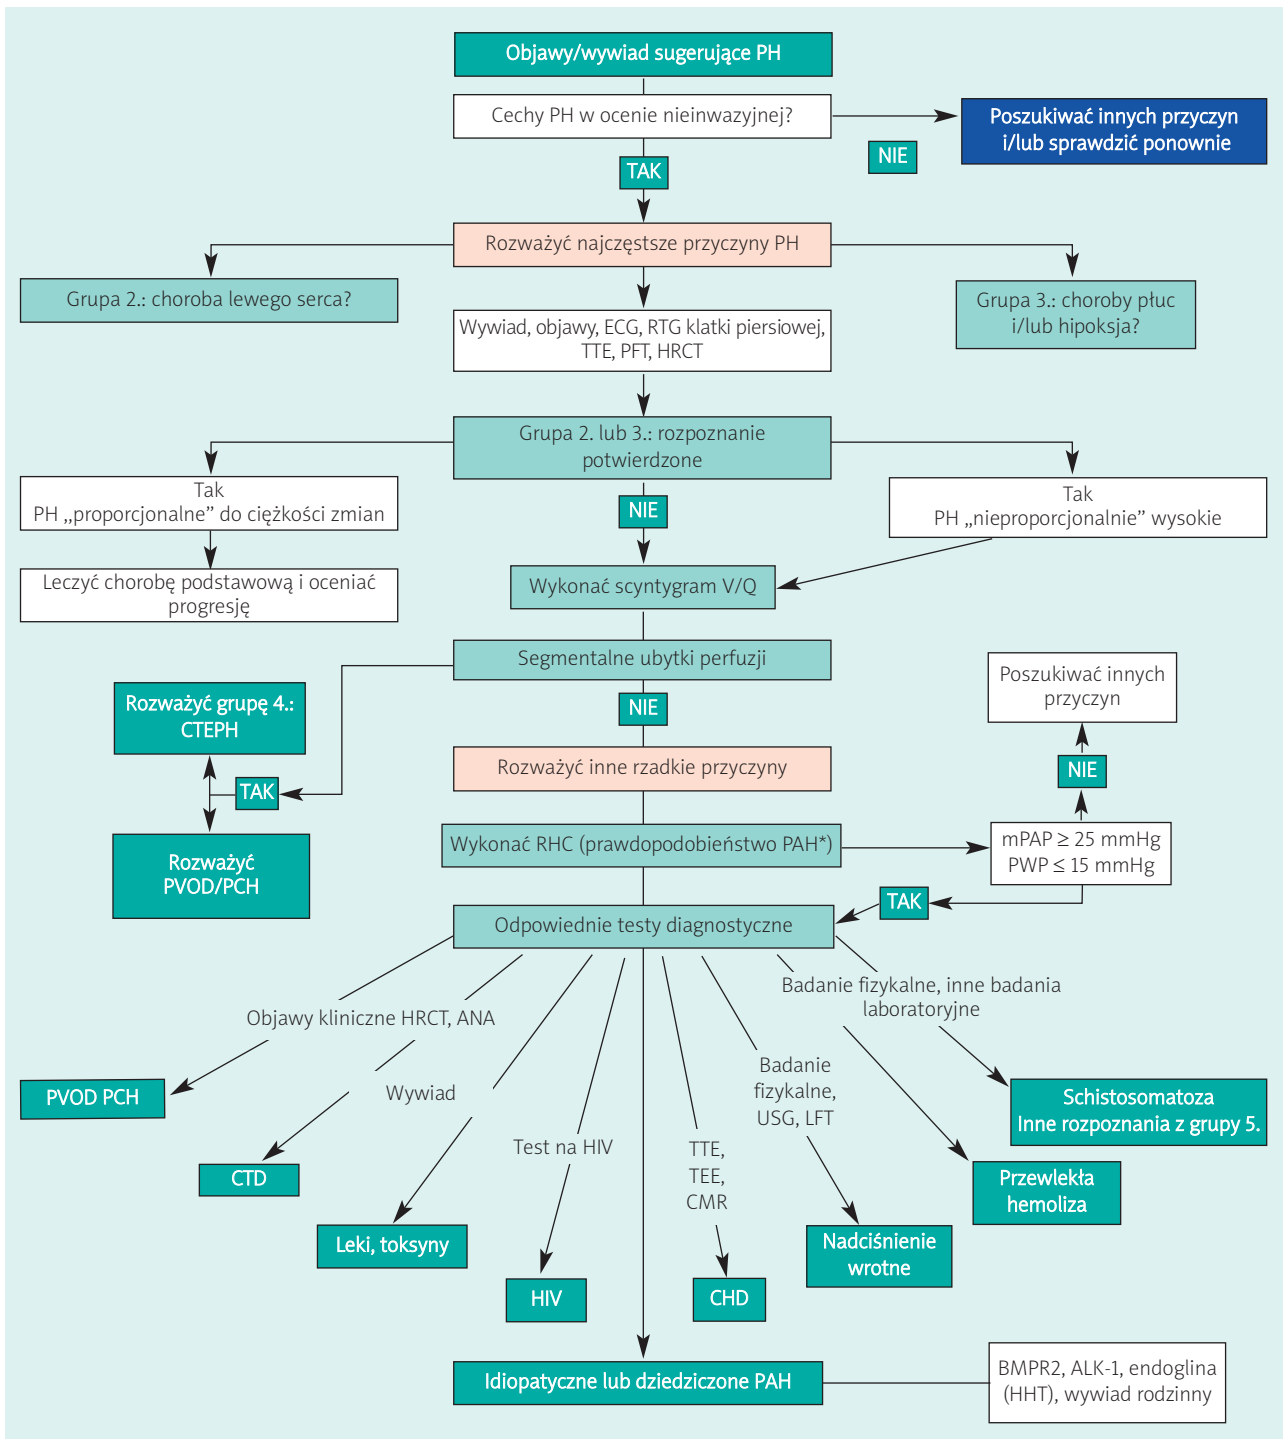 Objawy/wywiad sugerujące PH
Cechy PH w ocenie nieinwazyjnej?
Poszukiwać innych przyczyn
i/lub sprawdzić ponownie
NIE
TAK
Rozważyć najczęstsze przyczyny PH
Grupa 2.: choroba lewego serca?
Grupa 3.: choroby płuc
i/lub hipoksja?
Wywiad, objawy, ECG, RTG klatki piersiowej,
TTE, PFT, HRCT
Grupa 2. lub 3.: rozpoznanie
potwierdzone
Tak
PH ,,proporcjonalne” do ciężkości zmian
NIE
Tak
PH „nieproporcjonalnie” wysokie
Leczyć chorobę podstawową i oceniać
progresję
Wykonać scyntygram V/Q
Segmentalne ubytki perfuzji
Poszukiwać innych
przyczyn
Rozważyć grupę 4.:
CTEPH
NIE
Rozważyć inne rzadkie przyczyny
NIE
TAK
Wykonać RHC (prawdopodobieństwo PAH*)
mPAP ≥ 25 mmHg
PWP ≤ 15 mmHg
Rozważyć
PVOD/PCH
TAK
Odpowiednie testy diagnostyczne
Badanie fizykalne, inne badania
laboratoryjne
Objawy kliniczne HRCT, ANA
Badanie
fizykalne,
USG, LFT
Wywiad
PVOD PCH
Schistosomatoza
Inne rozpoznania z grupy 5.
Test na HIV
TTE,
TEE,
CMR
CTD
Przewlekła
hemoliza
Leki, toksyny
Nadciśnienie
wrotne
HIV
CHD
Idiopatyczne lub dziedziczone PAH
BMPR2, ALK-1, endoglina
(HHT), wywiad rodzinny